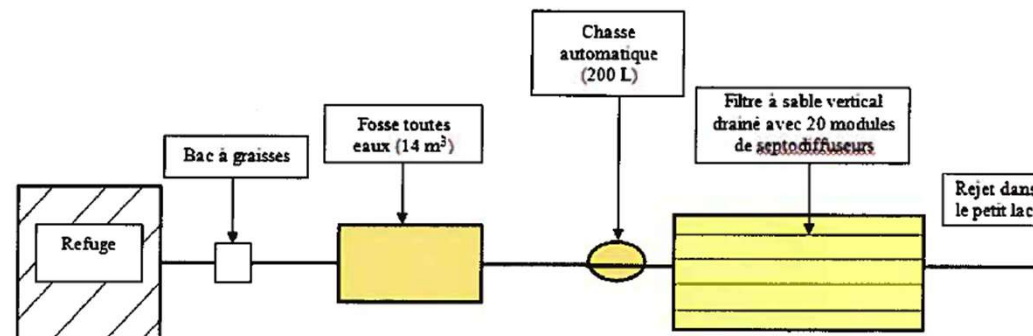 Chasse
automatique
(200 L)
Filtre à sable vertical
drainé avec 20 modules
de septodiffuseurs
Fosse toutes
eaux (14 m³)
Bac à graisses
Rejet dans
le petit lac
Refuge